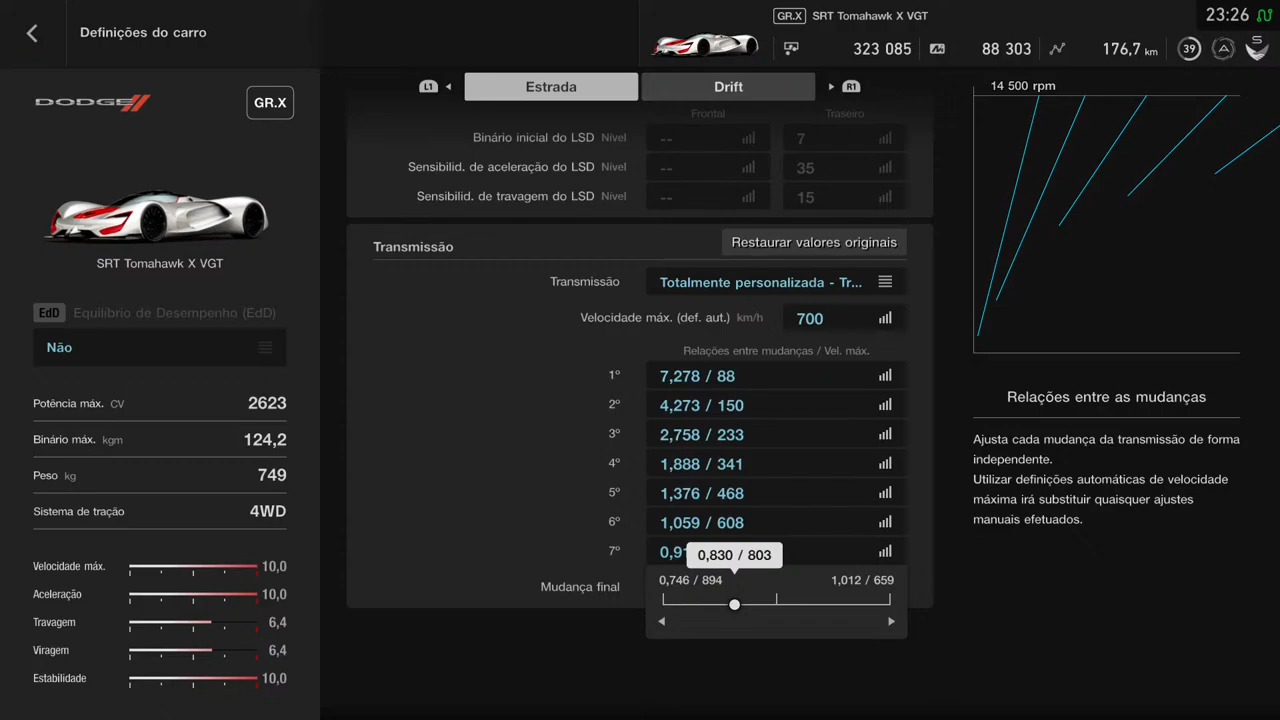 Definições do carro
GR.X SRT Tomahawk X VGT
23:26
323 085
88 303
176,7 km
39
A
S
DODGE
GR.X
SRT Tomahawk X VGT
EdD Equilíbrio de Desempenho (EdD)
Não
Potência máx. CV 2623
Binário máx. kgm 124,2
Peso kg 749
Sistema de tração 4WD
Velocidade máx. 10,0
Aceleração 10,0
Travagem 6,4
Viragem 6,4
Estabilidade 10,0
L1 Estrada Drift R1
Frontal Traseiro
Binário inicial do LSD Nível -- 7
Sensibilid. de aceleração do LSD Nível -- 35
Sensibilid. de travagem do LSD Nível -- 15
Transmissão Restaurar valores originais
Transmissão Totalmente personalizada - Tr...
Velocidade máx. (def. aut.) km/h 700
Relações entre mudanças / Vel. máx.
1º 7,278 / 88
2º 4,273 / 150
3º 2,758 / 233
4º 1,888 / 341
5º 1,376 / 468
6º 1,059 / 608
7º
0,830 / 803
Mudança final
0,746 / 894 1,012 / 659
14 500 rpm
Relações entre as mudanças
Ajusta cada mudança da transmissão de forma
independente.
Utilizar definições automáticas de velocidade
máxima irá substituir quaisquer ajustes
manuais efetuados.